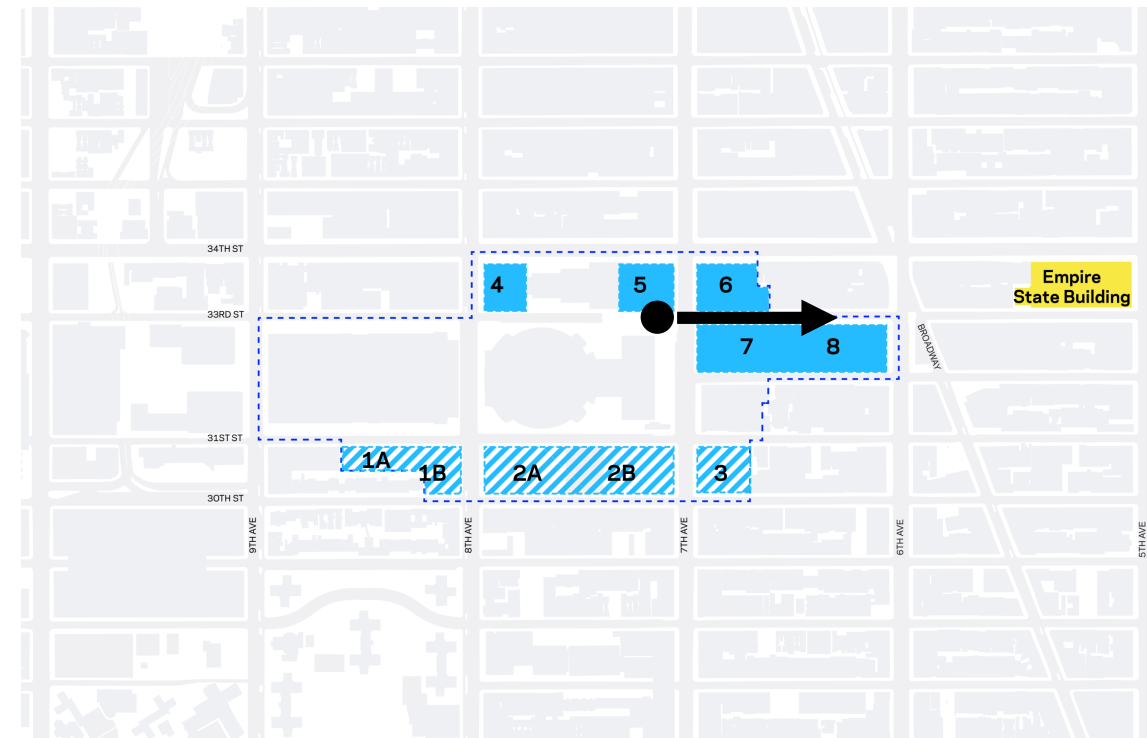 34TH ST
4
5
6
Empire
State Building
33RD ST
7
8
BROADWAY
31ST ST
1A
1B
2A
2B
3
30TH ST
9TH AVE
8TH AVE
7TH AVE
6TH AVE
5TH AVE